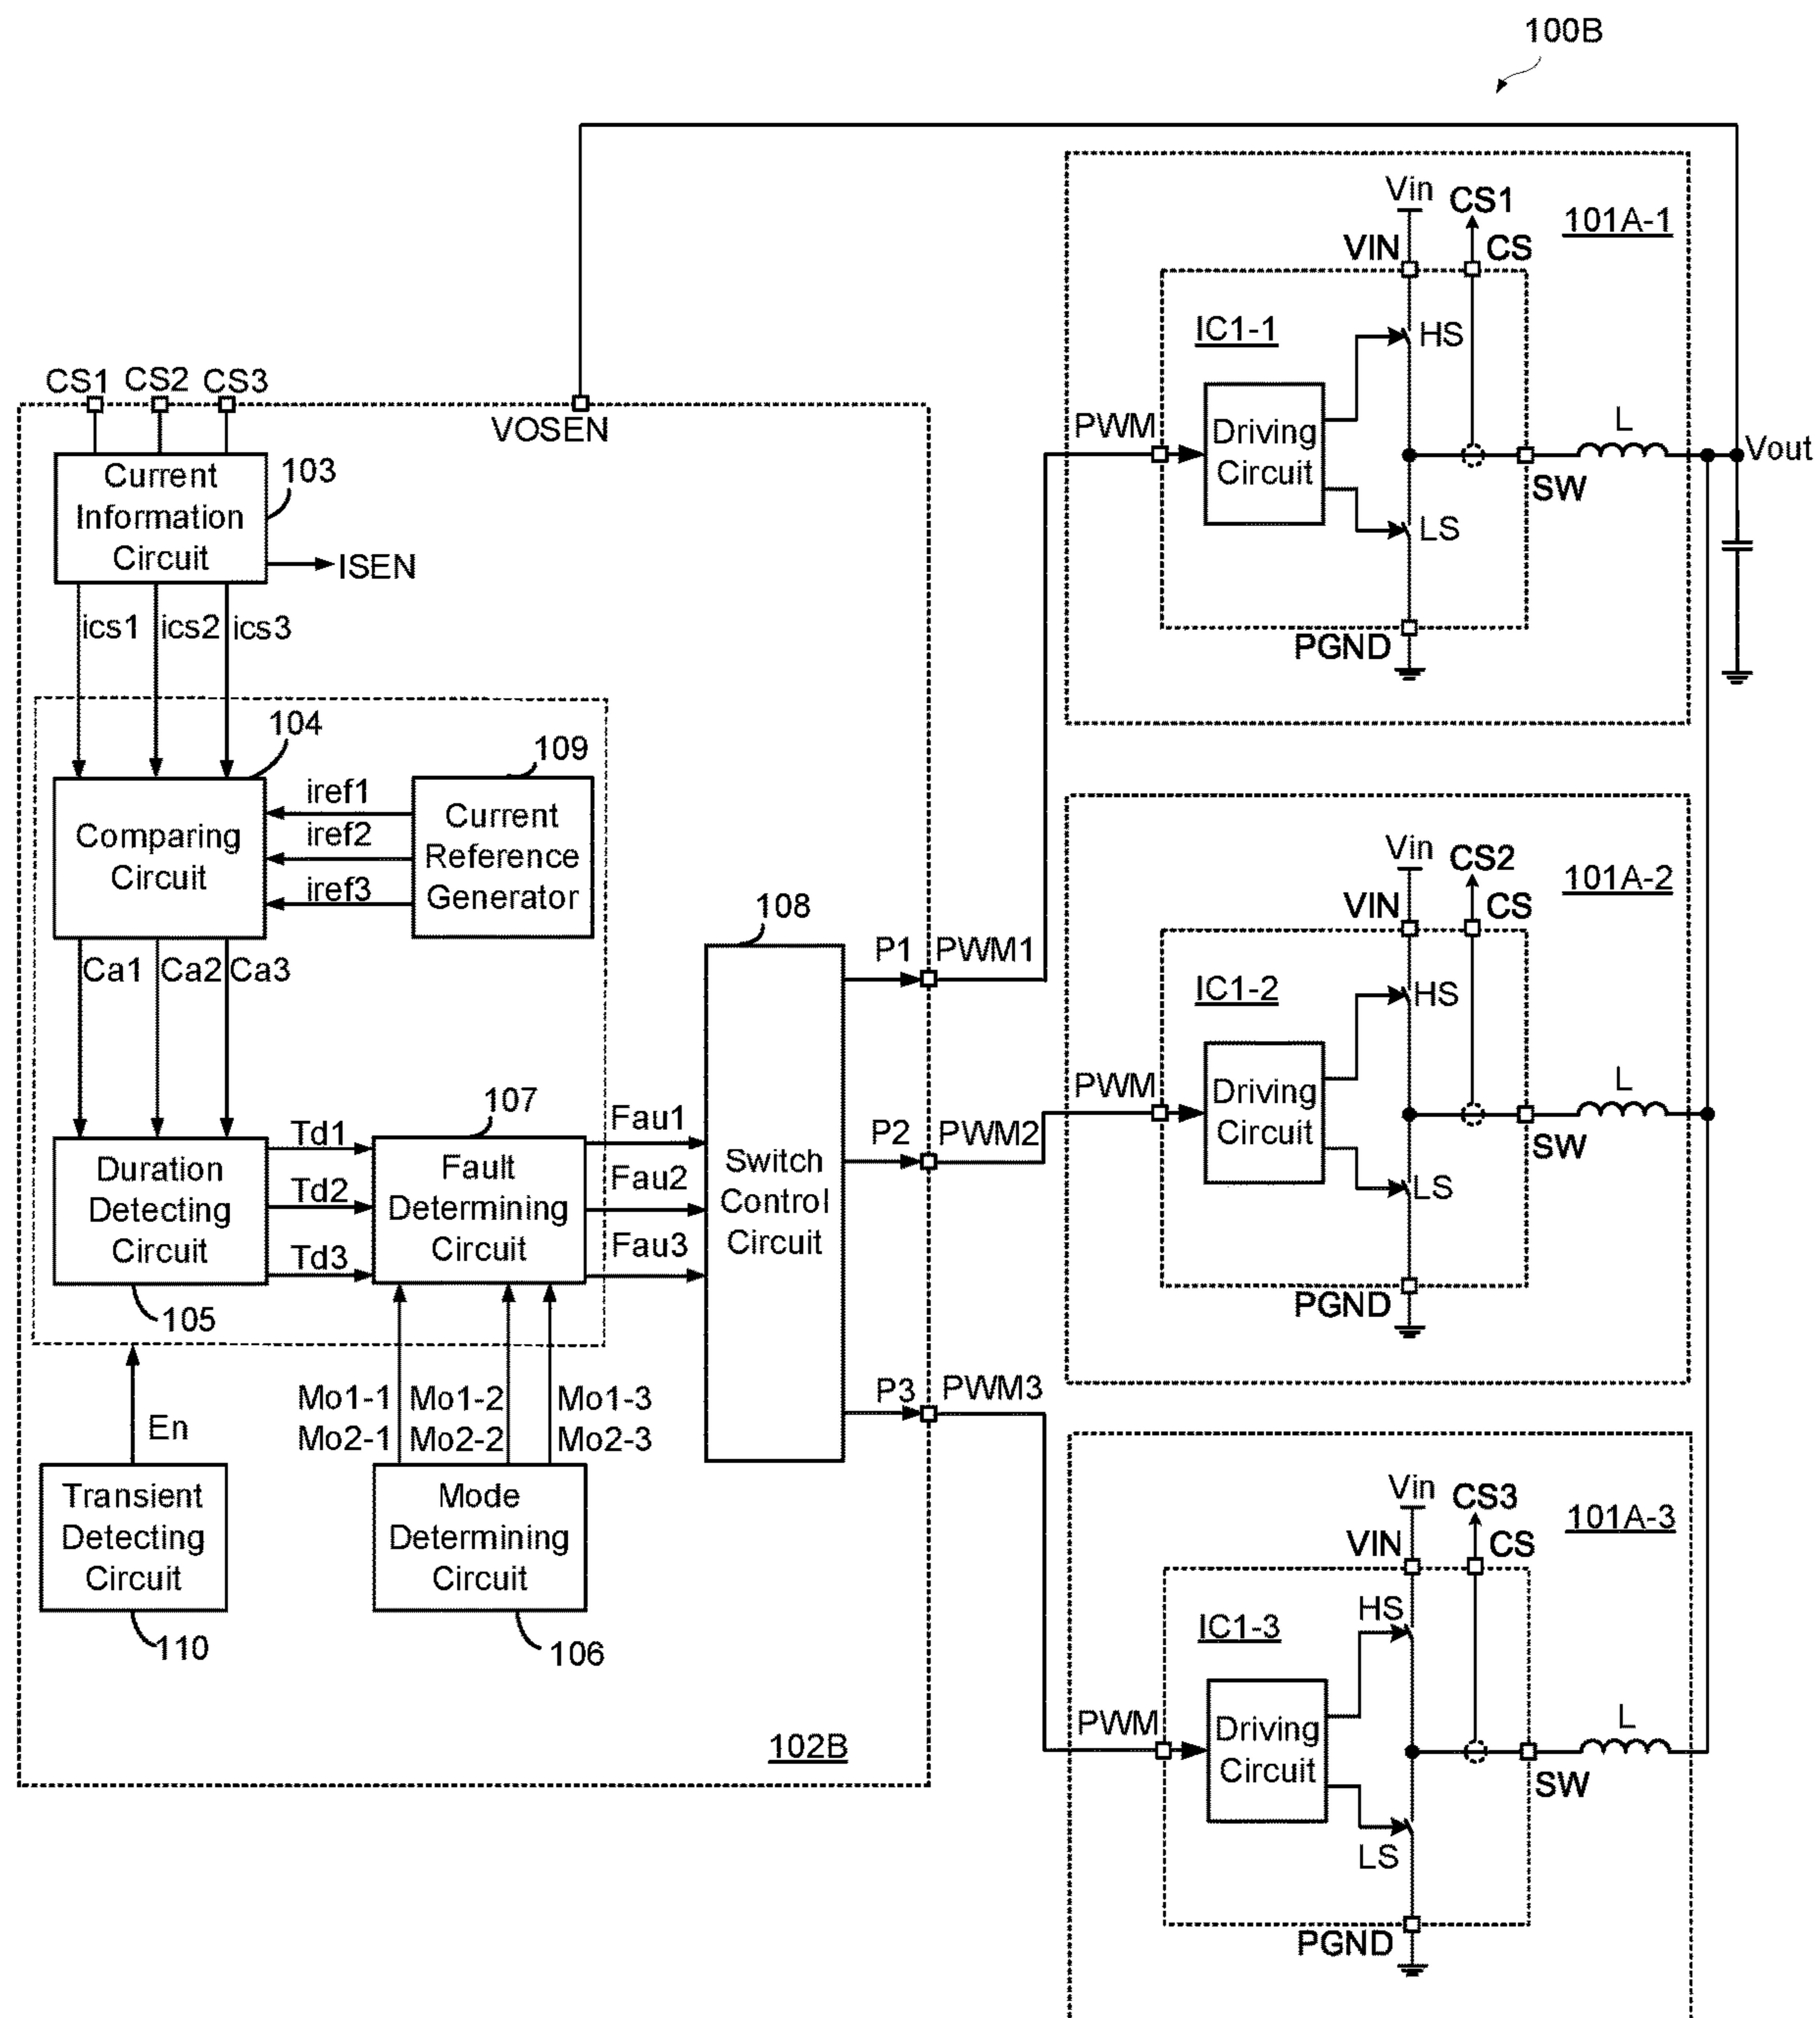 100B
CS1
CS2
CS3
VOSEN
Current
Information
Circuit
103
ISEN
ics1
ics2
ics3
104
Comparing
Circuit
iref1
iref2
iref3
109
Current
Reference
Generator
Ca1
Ca2
Ca3
Duration
Detecting
Circuit
105
Td1
Td2
Td3
107
Fault
Determining
Circuit
Fau1
Fau2
Fau3
108
Switch
Control
Circuit
P1
PWM1
P2
PWM2
P3
PWM3
En
Transient
Detecting
Circuit
110
Mo1-1
Mo2-1
Mo1-2
Mo2-2
Mo1-3
Mo2-3
Mode
Determining
Circuit
106
102B
Vin
CS1
101A-1
VIN
CS
IC1-1
HS
PWM
Driving
Circuit
LS
SW
L
Vout
PGND
Vin
CS2
101A-2
VIN
CS
IC1-2
HS
PWM
Driving
Circuit
LS
SW
L
PGND
Vin
CS3
101A-3
VIN
CS
IC1-3
HS
PWM
Driving
Circuit
LS
SW
L
PGND